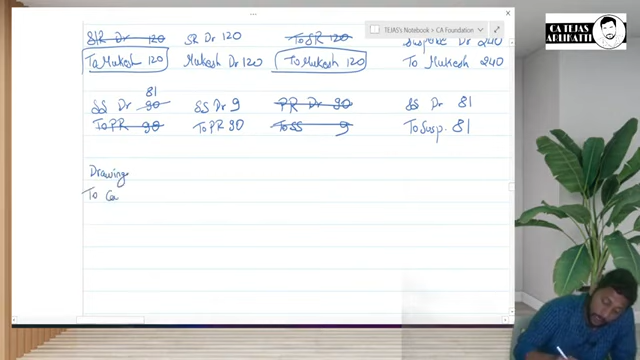 TEJAS's Notebook > CA Foundation
CA TEJAS
SR Dr 120 SR Dr 120 To SR 120 Dr 240
To Mukesh 120 Mukesh Dr 120 To Mukesh 120 To Mukesh 240
81
SS Dr 90 SS Dr 9 PR Dr 90 SS Dr 81
To PR 90 To PR 90 To SS 9 To Susp. 81
Drawings
To Ca